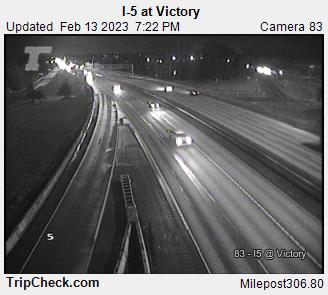 I-5 at Victory
Updated Feb 13 2023 7:22 PM Camera 83
S
83 - I5 @ Victory
TripCheck.com Milepost306.80